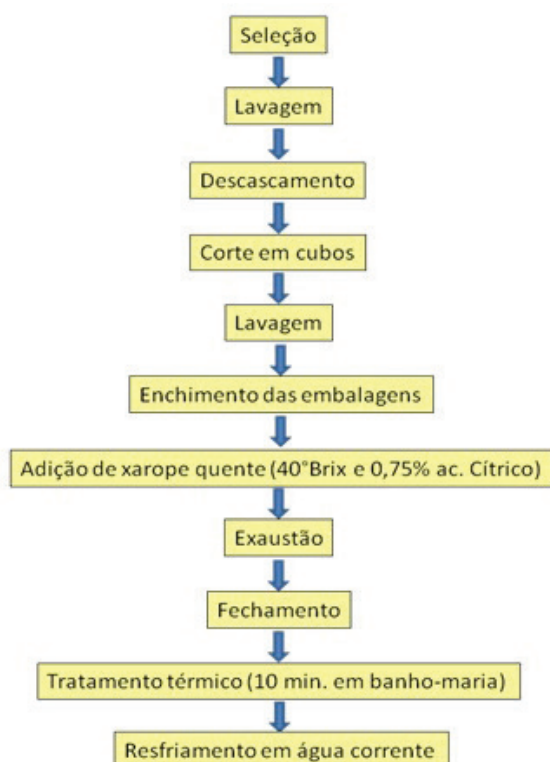 Seleção
Lavagem
Descascamento
Corte em cubos
Lavagem
Enchimento das embalagens
Adição de xarope quente (40°Brix e 0,75% ac. Cítrico)
Exaustão
Fechamento
Tratamento térmico (10 min. em banho-maria)
Resfriamento em água corrente